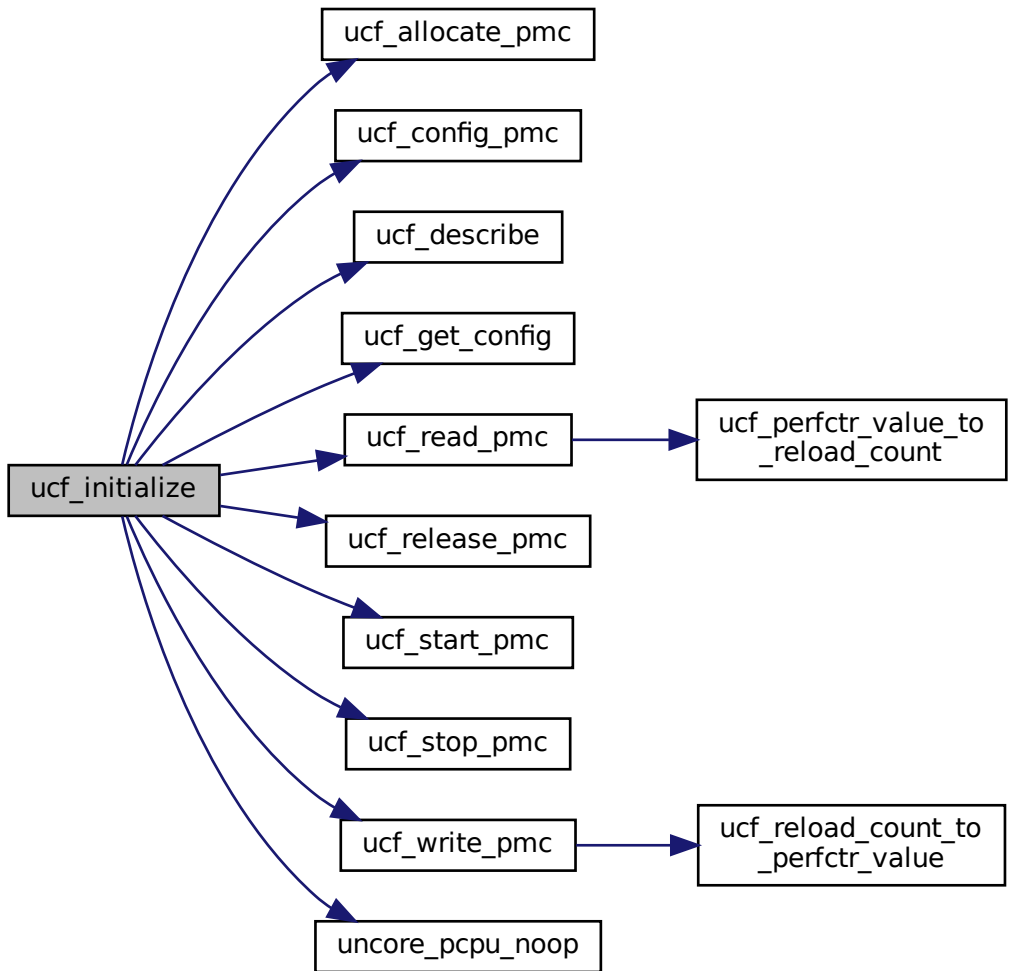 ucf_allocate_pmc
ucf_config_pmc
ucf_describe
ucf_get_config
ucf_read_pmc
ucf_perfctr_value_to
_reload_count
ucf_initialize
ucf_release_pmc
ucf_start_pmc
ucf_stop_pmc
ucf_write_pmc
ucf_reload_count_to
_perfctr_value
uncore_pcpu_noop